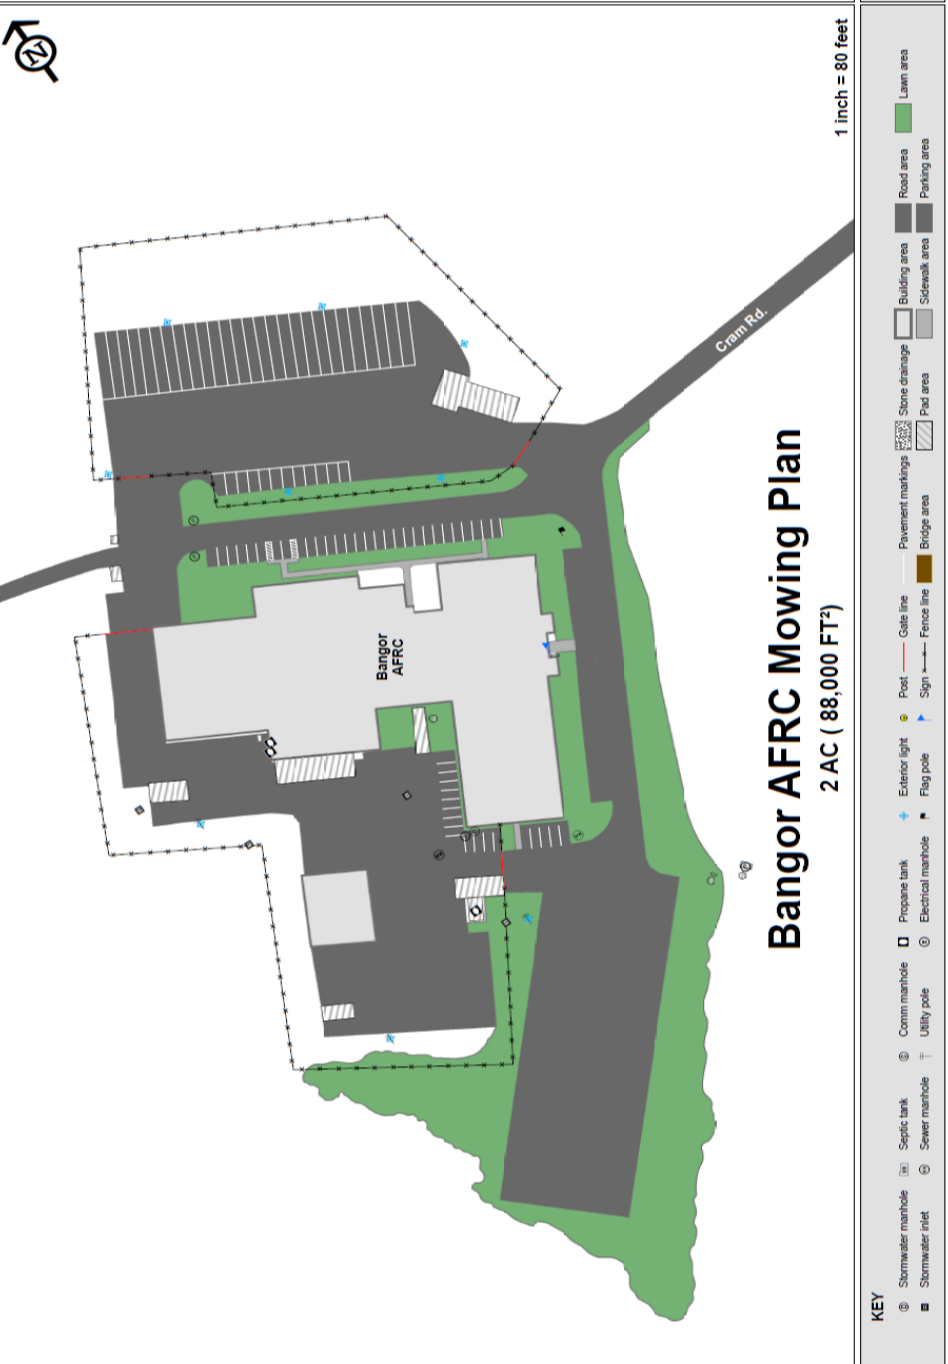 N
1 inch = 80 feet
Cram Rd.
Bangor
AFRC
Bangor AFRC Mowing Plan
2 AC ( 88,000 FT²)
KEY
Stormwater manhole
Septic tank
Comm manhole
Propane tank
Exterior light
Post
Gate line
Pavement markings
Stone drainage
Building area
Road area
Lawn area
Stormwater inlet
Sewer manhole
Utility pole
Electrical manhole
Flag pole
Sign
Fence line
Bridge area
Pad area
Sidewalk area
Parking area